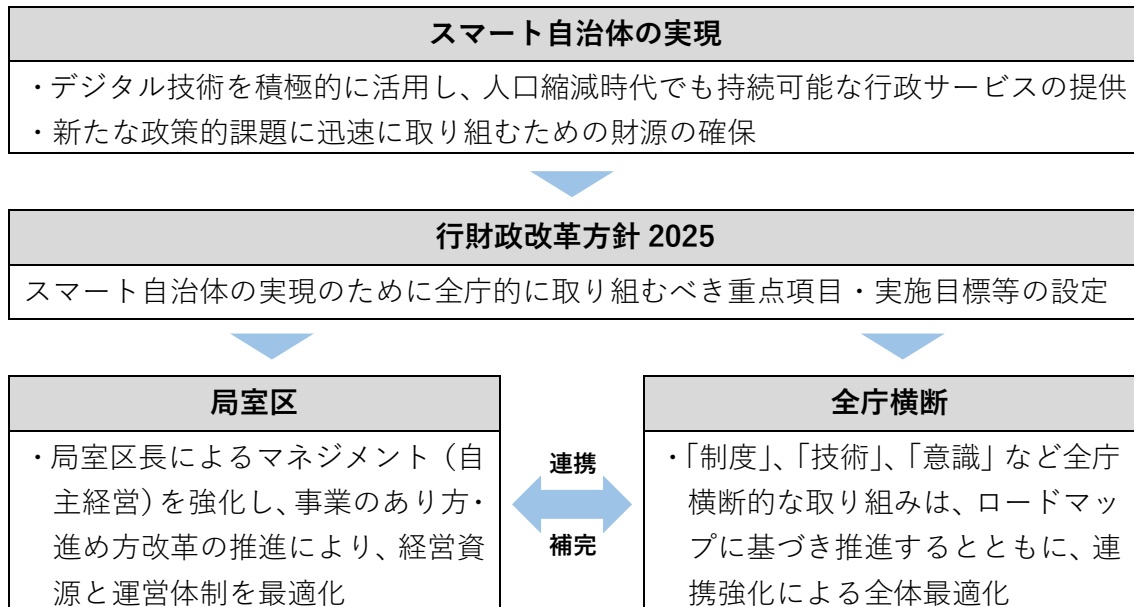 スマート自治体の実現
・デジタル技術を積極的に活用し、人口縮減時代でも持続可能な行政サービスの提供
・新たな政策的課題に迅速に取り組むための財源の確保
行財政改革方針 2025
スマート自治体の実現のために全庁的に取り組むべき重点項目・実施目標等の設定
局室区
・局室区長によるマネジメント（自
主経営）を強化し、事業のあり方・
進め方改革の推進により、経営資
源と運営体制を最適化
連携
補完
全庁横断
・「制度」、「技術」、「意識」など全庁
横断的な取り組みは、ロードマッ
プに基づき推進するとともに、連
携強化による全体最適化